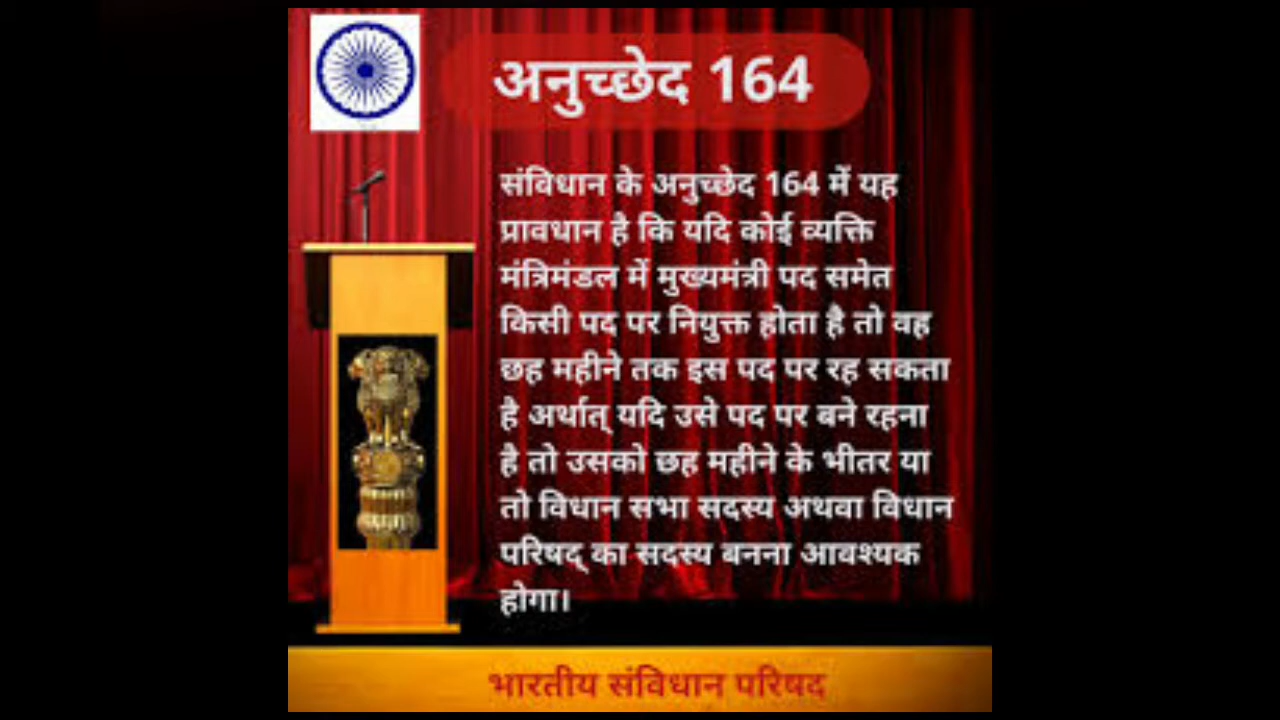 अनुच्छेद 164
संविधान के अनुच्छेद 164 में यह
प्रावधान है कि यदि कोई व्यक्ति
मंत्रिमंडल में मुख्यमंत्री पद समेत
किसी पद पर नियुक्त होता है तो वह
छह महीने तक इस पद पर रह सकता
है अर्थात् यदि उसे पद पर बने रहना
है तो उसको छह महीने के भीतर या
तो विधान सभा सदस्य अथवा विधान
परिषद् का सदस्य बनना आवश्यक
होगा।
भारतीय संविधान परिषद